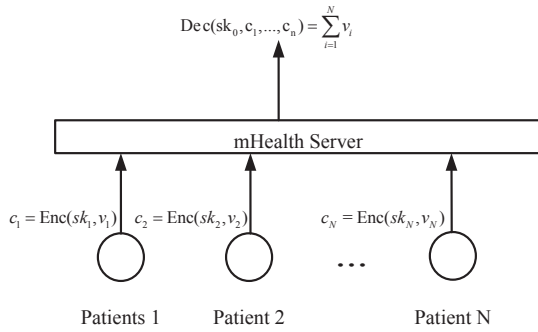 Dec(sk₀,c₁,...,cₙ)=∑ᵢ₌₁ᴺ vᵢ
mHealth Server
c₁ = Enc(sk₁,v₁) c₂ = Enc(sk₂,v₂) c_N = Enc(sk_N,v_N)
...
Patients 1 Patient 2 Patient N